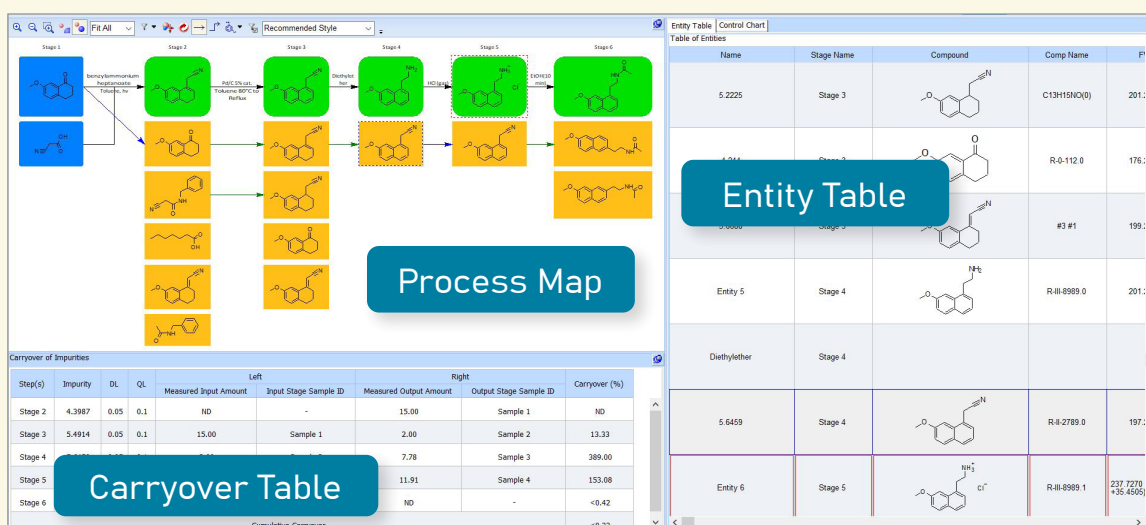 Fit All
Recommended Style
Stage 1
Stage 2
Stage 3
Stage 4
Stage 5
Stage 6
benzylammonium
heptanoate
Toluene, hv
Pd/C 5% cat.
Toluene 80°C to
Reflux
Diethylet
her
HCl (gas)
EtOH(10
min)
Process Map
Carryover of Impurities
Step(s) Impurity DL QL Left Right Carryover (%)
Measured Input Amount Input Stage Sample ID Measured Output Amount Output Stage Sample ID
Stage 2 4.3987 0.05 0.1 ND - 15.00 Sample 1 ND
Stage 3 5.4914 0.05 0.1 15.00 Sample 1 2.00 Sample 2 13.33
Stage 4 7.78 Sample 3 389.00
Stage 5 11.91 Sample 4 153.08
Stage 6 ND - <0.42
Carryover Table
Entity Table Control Chart
Table of Entities
Name Stage Name Compound Comp Name
5.2225 Stage 3 C13H15NO(0) 201.
R-0-112.0 176.
Entity Table
#3 #1 199.
Entity 5 Stage 4 NH₂ R-III-8989.0 201.
Diethylether Stage 4
5.6459 Stage 4 R-II-2789.0 197.
Entity 6 Stage 5 NH₃⁺ Cl⁻ R-III-8989.1 237.7270
+35.4505)